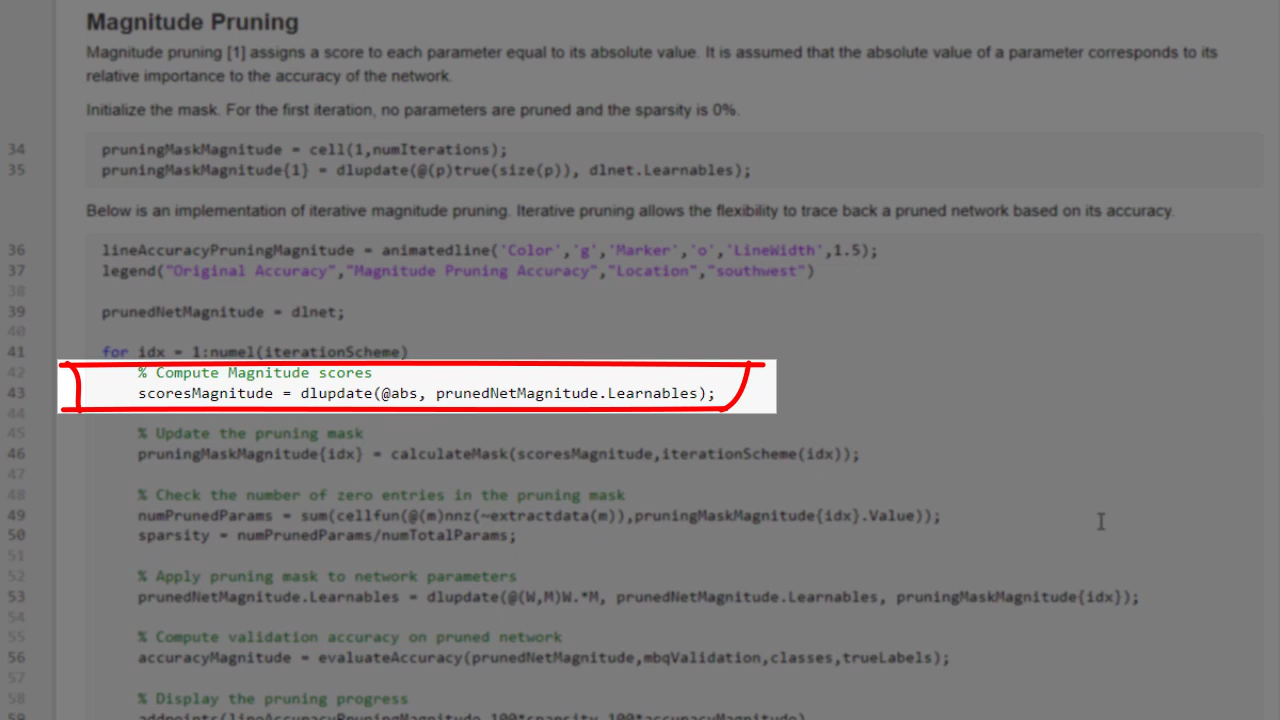 Magnitude Pruning
Magnitude pruning [1] assigns a score to each parameter equal to its absolute value. It is assumed that the absolute value of a parameter corresponds to its
relative importance to the accuracy of the network.
Initialize the mask. For the first iteration, no parameters are pruned and the sparsity is 0%.
34 pruningMaskMagnitude = cell(1,numIterations);
35 pruningMaskMagnitude{1} = dlupdate(@(p)true(size(p)), dlnet.Learnables);
Below is an implementation of iterative magnitude pruning. Iterative pruning allows the flexibility to trace back a pruned network based on its accuracy.
36 lineAccuracyPruningMagnitude = animatedline('Color','g','Marker','o','LineWidth',1.5);
37 legend("Original Accuracy","Magnitude Pruning Accuracy","Location","southwest")
38
39 prunedNetMagnitude = dlnet;
40
41 for idx = 1:numel(iterationScheme)
42 % Compute Magnitude scores
43 scoresMagnitude = dlupdate(@abs, prunedNetMagnitude.Learnables);
44
45 % Update the pruning mask
46 pruningMaskMagnitude{idx} = calculateMask(scoresMagnitude,iterationScheme(idx));
47
48 % Check the number of zero entries in the pruning mask
49 numPrunedParams = sum(cellfun(@(m)nnz(~extractdata(m)),pruningMaskMagnitude{idx}.Value));
50 sparsity = numPrunedParams/numTotalParams;
51
52 % Apply pruning mask to network parameters
53 prunedNetMagnitude.Learnables = dlupdate(@(W,M)W.*M, prunedNetMagnitude.Learnables, pruningMaskMagnitude{idx});
54
55 % Compute validation accuracy on pruned network
56 accuracyMagnitude = evaluateAccuracy(prunedNetMagnitude,mbqValidation,classes,trueLabels);
57
58 % Display the pruning progress
59 addpoints(lineAccuracyPruningMagnitude,100*sparsity,100*accuracyMagnitude)